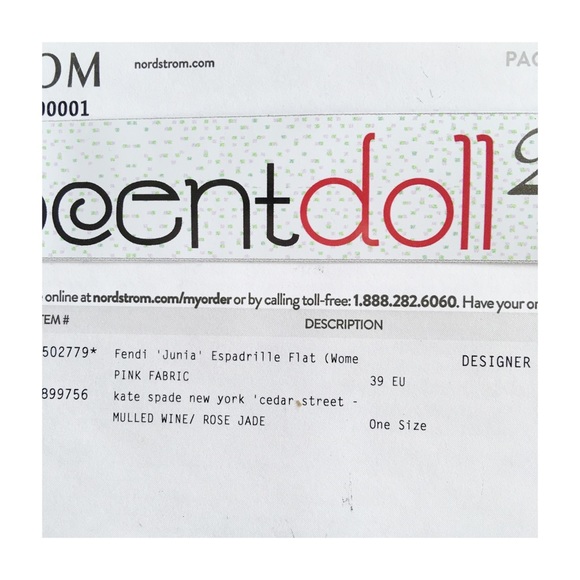 OM nordstrom.com PAC
00001
centdoll
online at nordstrom.com/myorder or by calling toll-free: 1.888.282.6060. Have your or
TEM # DESCRIPTION
502779* Fendi 'Junia' Espadrille Flat (Wome DESIGNER
PINK FABRIC 39 EU
899756 kate spade new york 'cedar street -
MULLED WINE/ ROSE JADE One Size